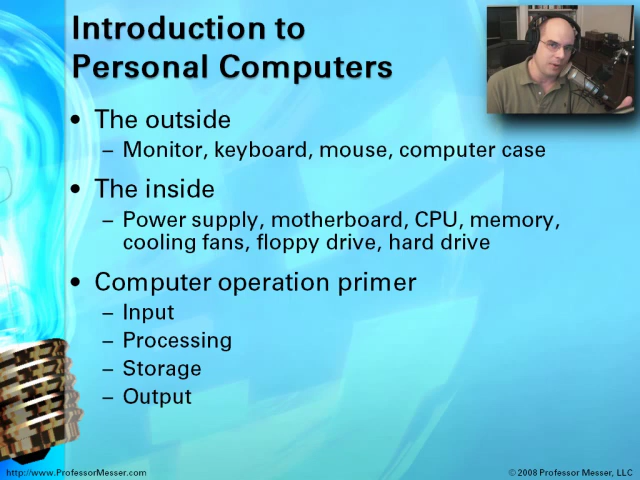 Introduction to
Personal Computers
• The outside
– Monitor, keyboard, mouse, computer case
• The inside
– Power supply, motherboard, CPU, memory,
cooling fans, floppy drive, hard drive
• Computer operation primer
– Input
– Processing
– Storage
– Output
http://www.ProfessorMesser.com
© 2008 Professor Messer, LLC